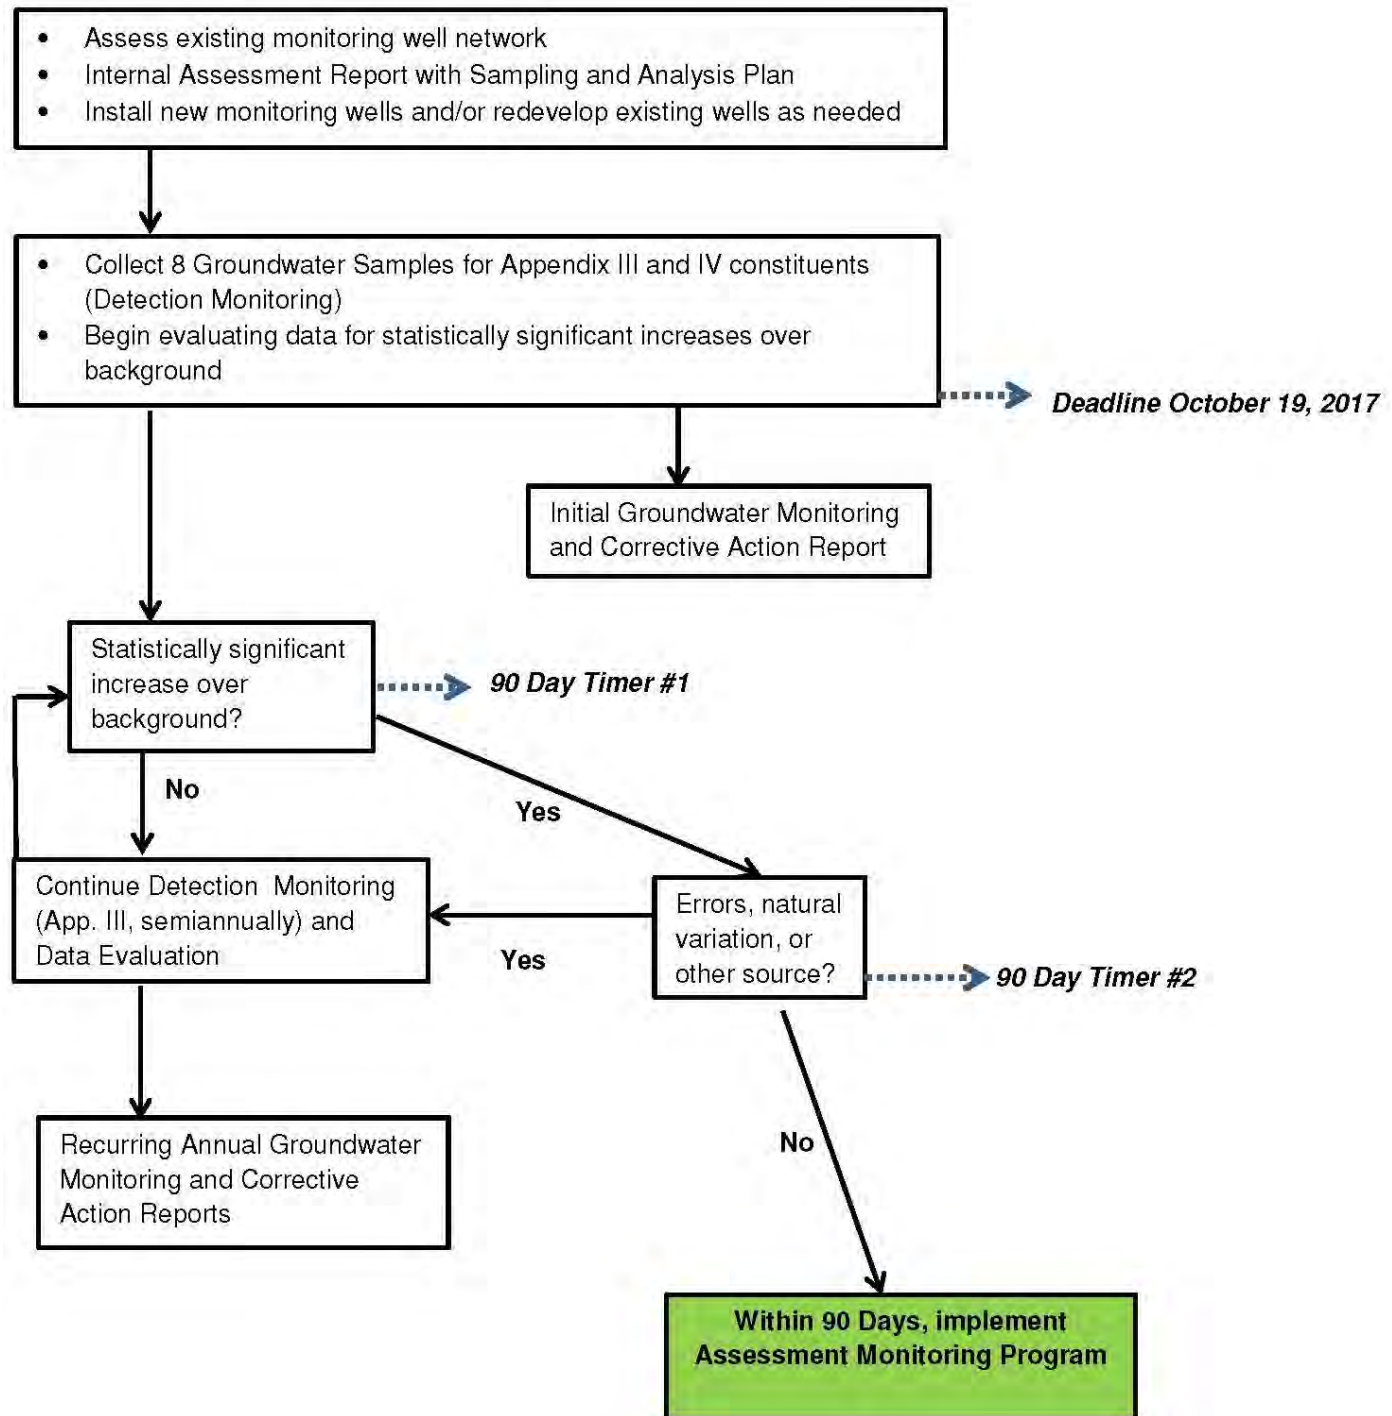 • Assess existing monitoring well network
• Internal Assessment Report with Sampling and Analysis Plan
• Install new monitoring wells and/or redevelop existing wells as needed
• Collect 8 Groundwater Samples for Appendix III and IV constituents
(Detection Monitoring)
• Begin evaluating data for statistically significant increases over
background
Deadline October 19, 2017
Initial Groundwater Monitoring
and Corrective Action Report
Statistically significant
increase over
background?
90 Day Timer #1
No
Yes
Continue Detection Monitoring
(App. III, semiannually) and
Data Evaluation
Yes
Errors, natural
variation, or
other source?
90 Day Timer #2
Recurring Annual Groundwater
Monitoring and Corrective
Action Reports
No
Within 90 Days, implement
Assessment Monitoring Program